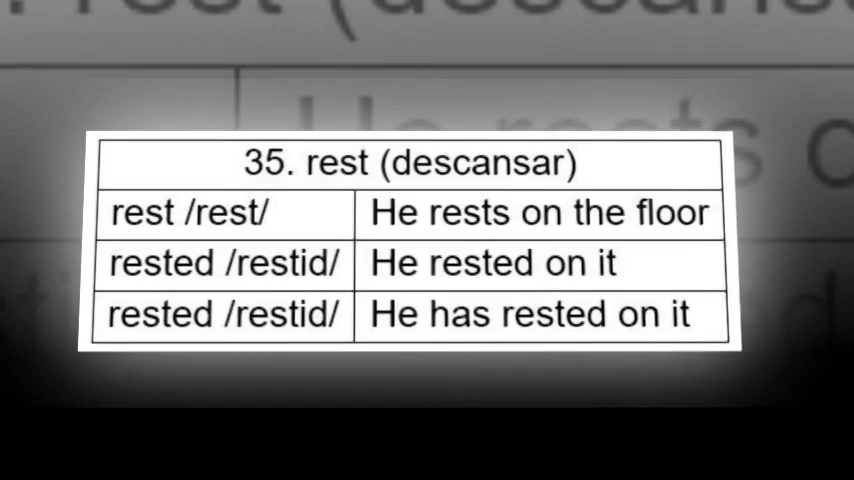 35. rest (descansar)
rest /rest/ He rests on the floor
rested /restid/ He rested on it
rested /restid/ He has rested on it